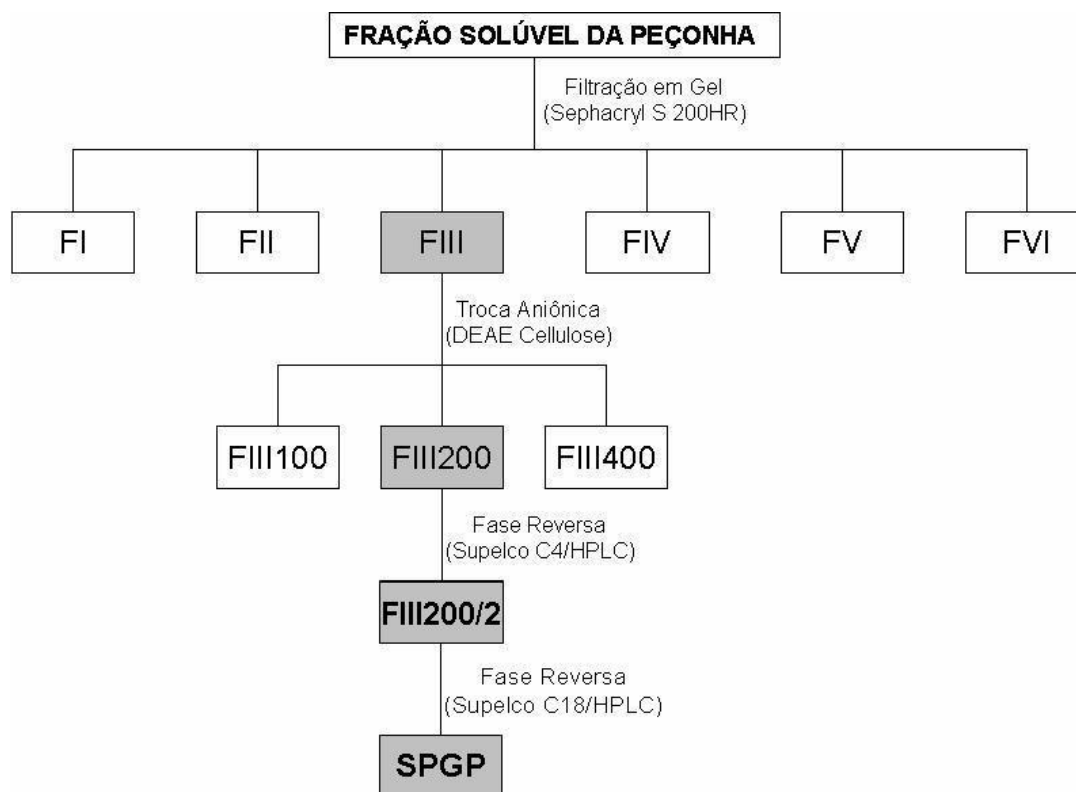 FRAÇÃO SOLÚVEL DA PEÇONHA
Filtração em Gel
(Sephacryl S 200HR)
FI
FII
FIII
FIV
FV
FVI
Troca Aniônica
(DEAE Cellulose)
FIII100
FIII200
FIII400
Fase Reversa
(Supelco C4/HPLC)
FIII200/2
Fase Reversa
(Supelco C18/HPLC)
SPGP